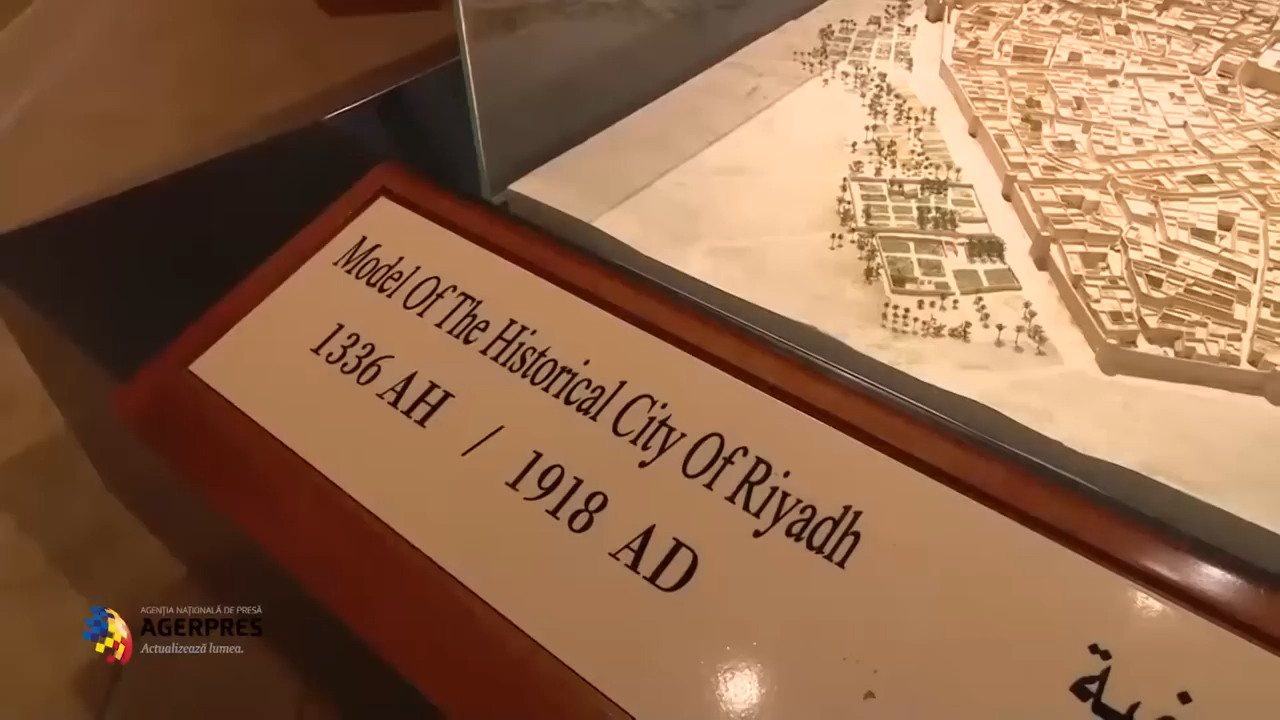 Model Of The Historical City Of Riyadh
1336 AH / 1918 AD
AGENȚIA NAȚIONALĂ DE PRESĂ
AGERPRES
Actualizează lumea.